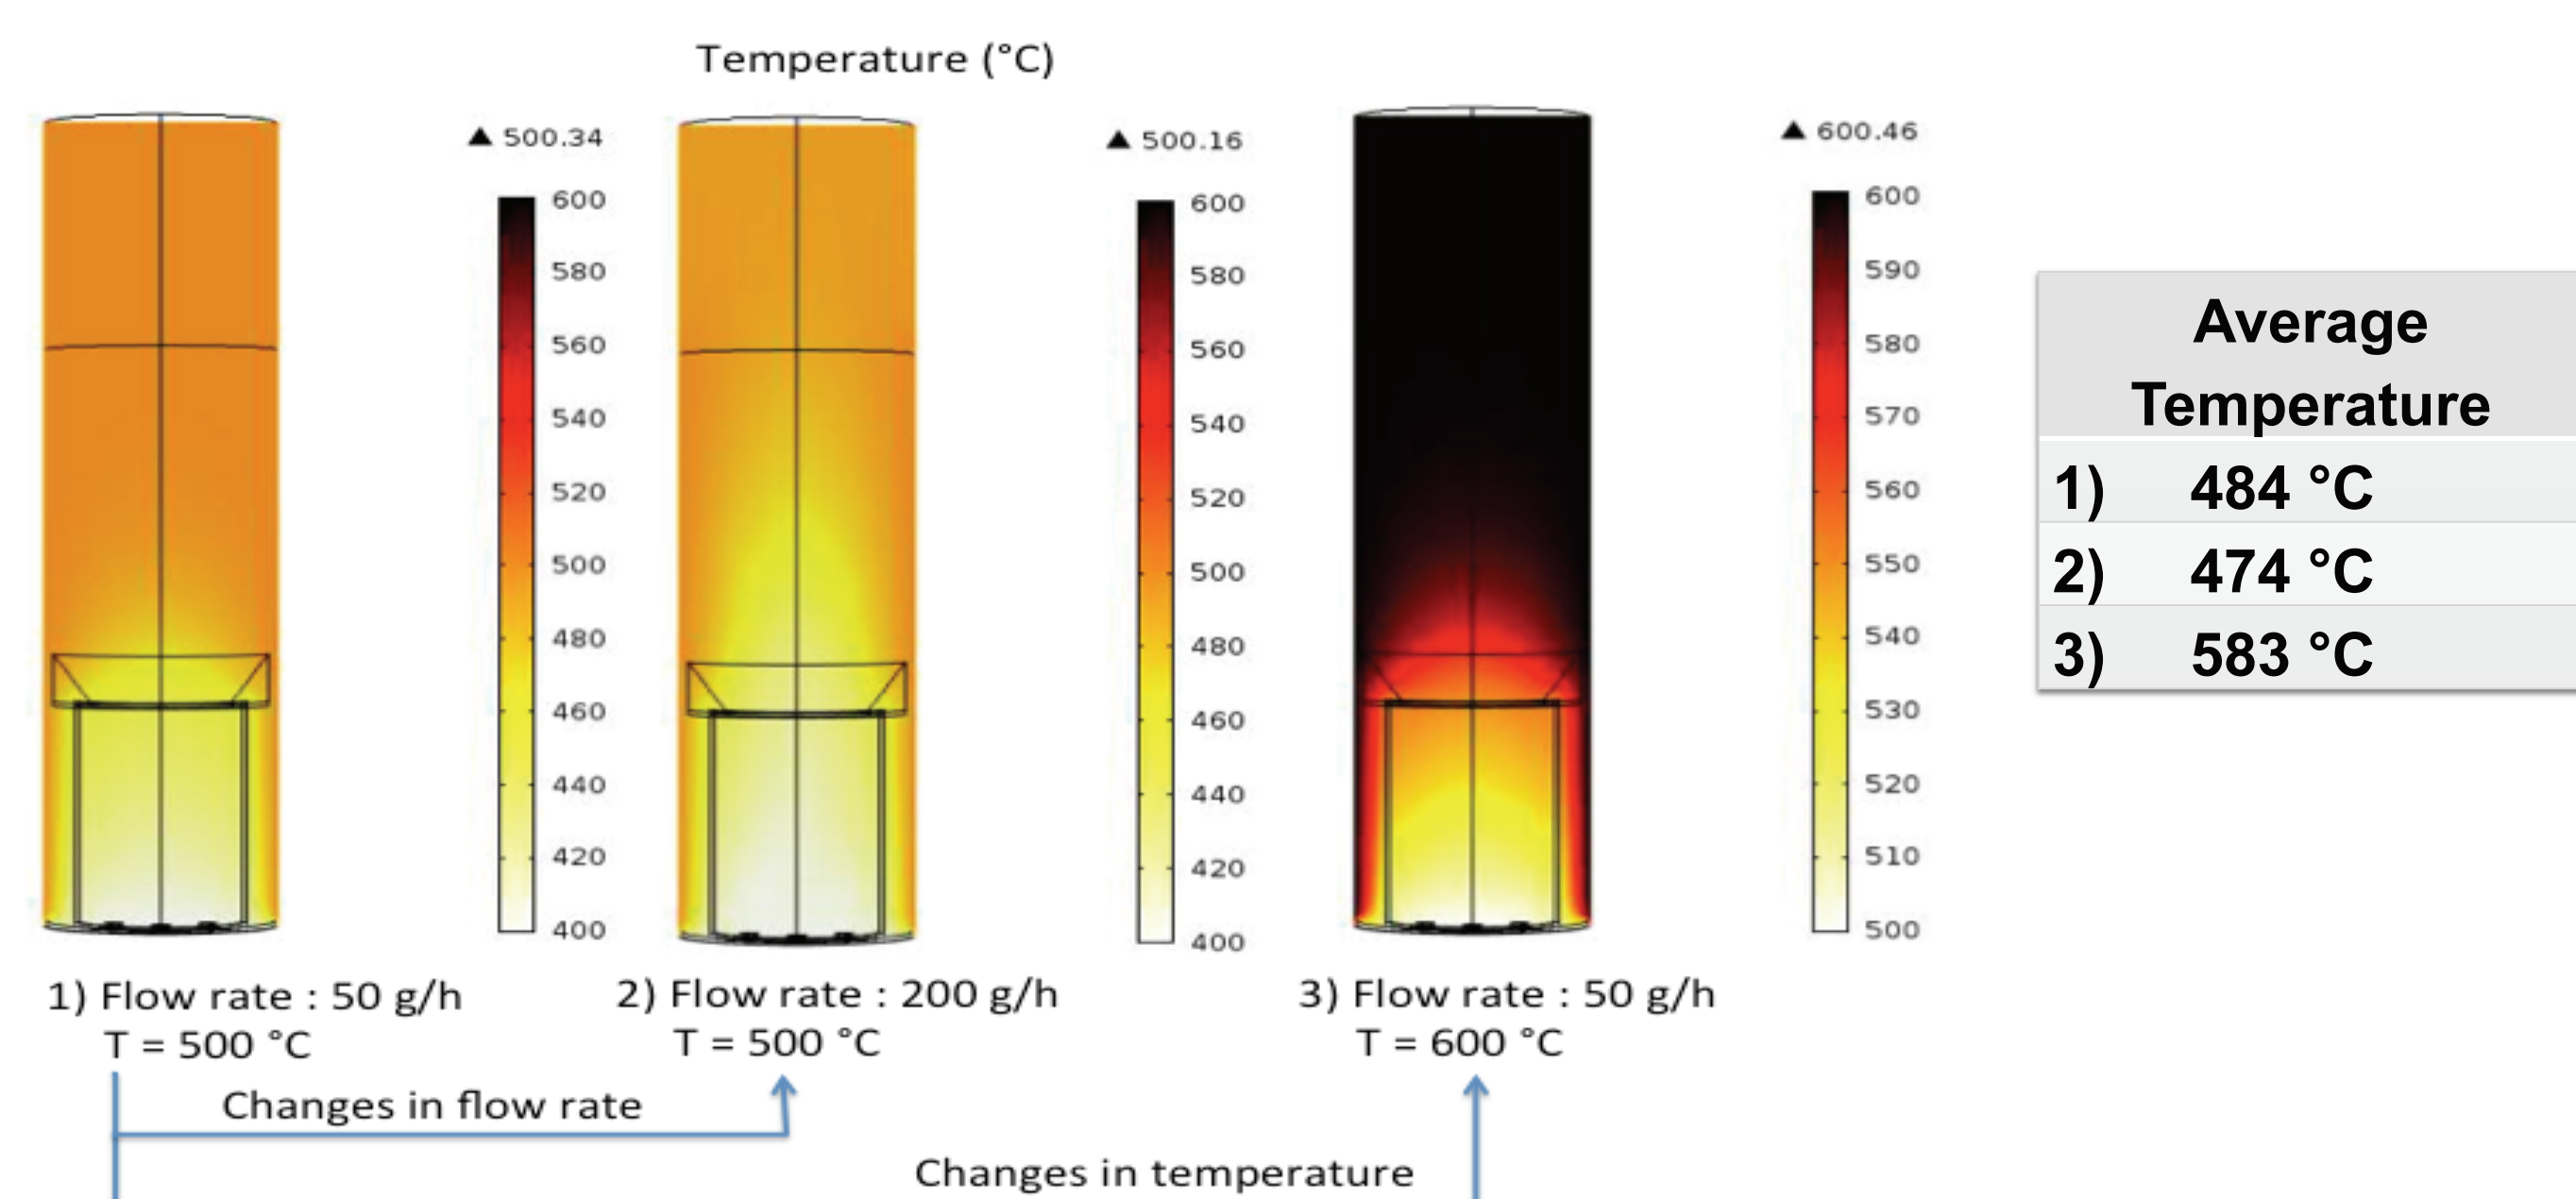 Temperature (°C)
▲ 500.34
600
580
560
540
520
500
480
460
440
420
400
▲ 500.16
600
580
560
540
520
500
480
460
440
420
400
▲ 600.46
600
590
580
570
560
550
540
530
520
510
500
Average
Temperature
1) 484 °C
2) 474 °C
3) 583 °C
1) Flow rate : 50 g/h
T = 500 °C
2) Flow rate : 200 g/h
T = 500 °C
3) Flow rate : 50 g/h
T = 600 °C
Changes in flow rate
Changes in temperature